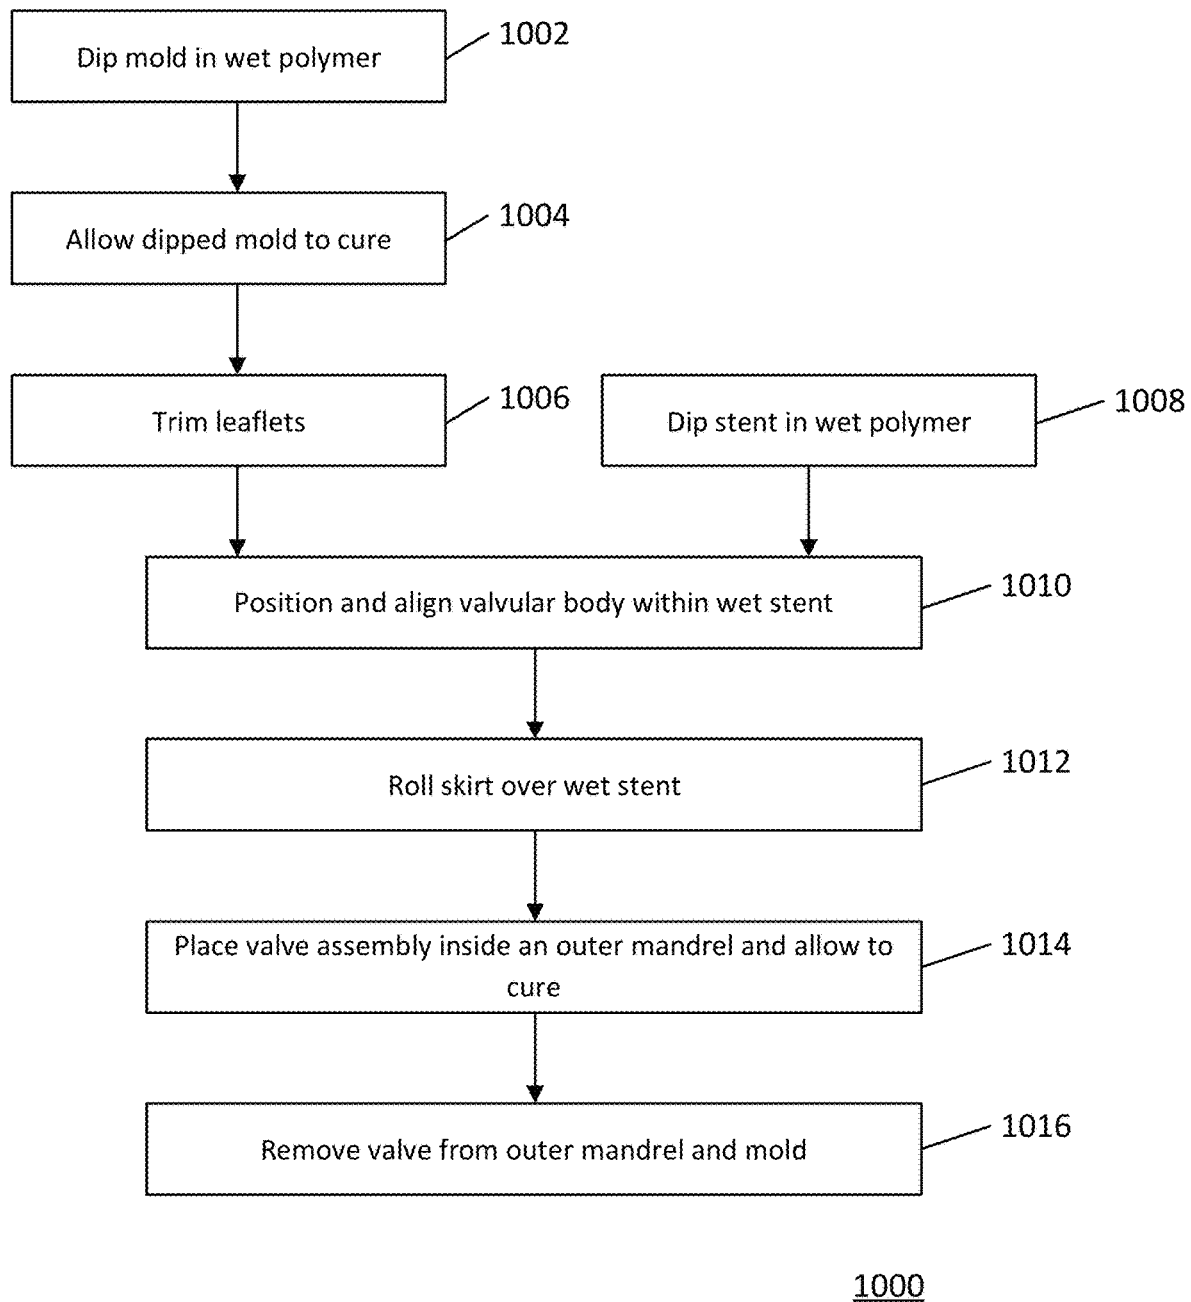 Dip mold in wet polymer
1002
Allow dipped mold to cure
1004
Trim leaflets
1006
Dip stent in wet polymer
1008
Position and align valvular body within wet stent
1010
Roll skirt over wet stent
1012
Place valve assembly inside an outer mandrel and allow to
cure
1014
Remove valve from outer mandrel and mold
1016
1000